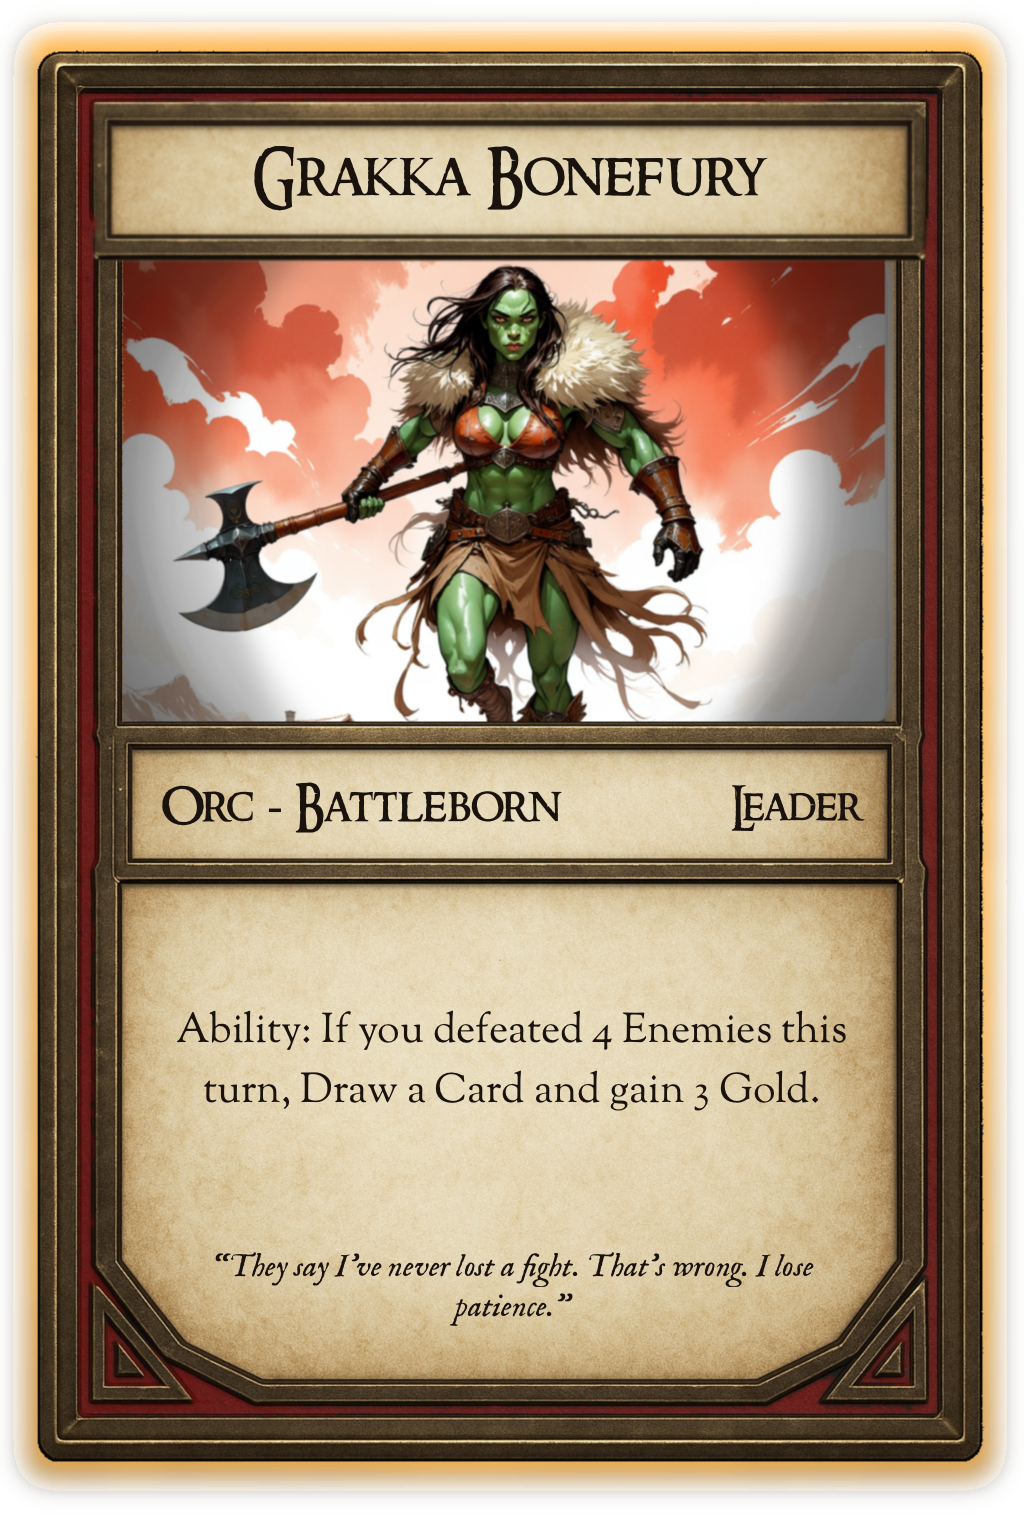 Grakka Bonefury
Orc - Battleborn
Leader
Ability: If you defeated 4 Enemies this
turn, Draw a Card and gain 3 Gold.
“They say I’ve never lost a fight. That’s wrong. I lose
patience.”